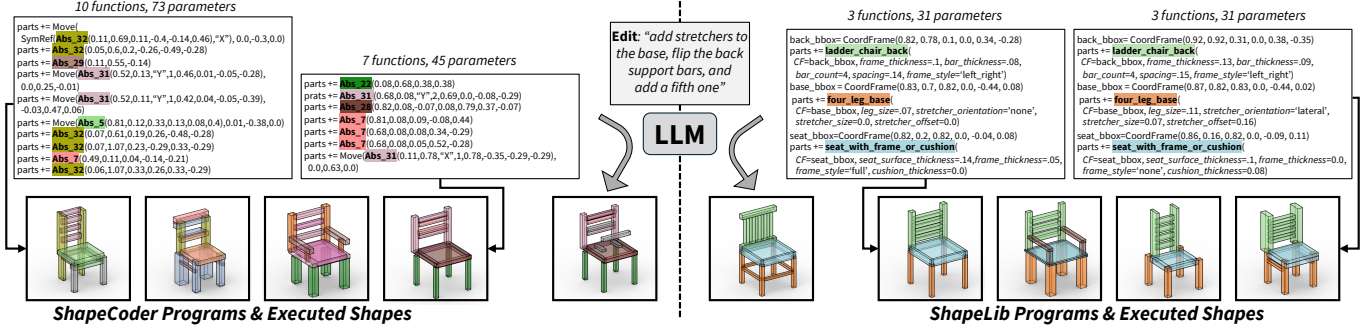 10 functions, 73 parameters
parts += Move(
SymRef(Abs_32(0.11,0.69,0.11,-0.4,-0.14,0.46),"X"), 0.0,-0.3,0.0)
parts += Abs_32(0.05,0.6,0.2,-0.26,-0.49,-0.28)
parts += Abs_29(0.11,0.55,-0.14)
parts += Move(Abs_31(0.52,0.13,"Y",1,0.46,0.01,-0.05,-0.28),
0.0,0.25,-0.01)
parts += Move(Abs_31(0.52,0.11,"X",1,0.42,0.04,-0.05,-0.39),
-0.03,0.47,0.06)
parts += Move(Abs_5(0.81,0.12,0.33,0.13,0.08,0.4),0.01,-0.38,0.0)
parts += Abs_32(0.07,0.61,0.19,0.26,-0.48,-0.28)
parts += Abs_32(0.07,1.07,0.23,-0.29,0.33,-0.29)
parts += Abs_7(0.49,0.11,0.04,-0.14,-0.21)
parts += Abs_32(0.06,1.07,0.33,0.26,0.33,-0.29)
7 functions, 45 parameters
parts += Abs_22(0.08,0.68,0.38,0.38)
parts += Abs_31(0.68,0.08,"Y",2,0.69,0.0,-0.08,-0.29)
parts += Abs_28(0.82,0.08,-0.07,0.08,0.79,0.37,-0.07)
parts += Abs_7(0.81,0.08,0.09,-0.08,0.44)
parts += Abs_7(0.68,0.08,0.08,0.34,-0.29)
parts += Abs_7(0.68,0.08,0.05,0.52,-0.28)
parts += Move(Abs_31(0.11,0.78,"X",1,0.78,-0.35,-0.29,-0.29),
0.0,0.63,0.0)
Edit: "add stretchers to
the base, flip the back
support bars, and
add a fifth one"
LLM
3 functions, 31 parameters
back_bbox= CoordFrame(0.82, 0.78, 0.1, 0.0, 0.34, -0.28)
parts += ladder_chair_back(
CF=back_bbox, frame_thickness=.1, bar_thickness=.08,
bar_count=4, spacing=.14, frame_style='left_right')
base_bbox = CoordFrame(0.83, 0.7, 0.82, 0.0, -0.44, 0.08)
parts += four_leg_base(
CF=base_bbox, leg_size=.07, stretcher_orientation='none',
stretcher_size=0.0, stretcher_offset=0.0)
seat_bbox=CoordFrame(0.82, 0.2, 0.82, 0.0, -0.04, 0.08)
parts += seat_with_frame_or_cushion(
CF=seat_bbox, seat_surface_thickness=.14,frame_thickness=.05,
frame_style='full', cushion_thickness=0.0)
3 functions, 31 parameters
back_bbox= CoordFrame(0.92, 0.92, 0.31, 0.0, 0.38, -0.35)
parts += ladder_chair_back(
CF=back_bbox, frame_thickness=.13, bar_thickness=.09,
bar_count=4, spacing=.15, frame_style='left_right')
base_bbox = CoordFrame(0.87, 0.82, 0.83, 0.0, -0.44, 0.02)
parts += four_leg_base(
CF=base_bbox, leg_size=.11, stretcher_orientation='lateral',
stretcher_size=0.07, stretcher_offset=0.16)
seat_bbox=CoordFrame(0.86, 0.16, 0.82, 0.0, -0.09, 0.11)
parts += seat_with_frame_or_cushion(
CF=seat_bbox, seat_surface_thickness=.1, frame_thickness=0.0,
frame_style='none', cushion_thickness=0.08)
ShapeCoder Programs & Executed Shapes
ShapeLib Programs & Executed Shapes